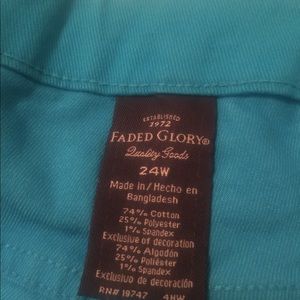 ESTABLISHED
1972
FADED GLORY®
Quality Goods
24W
Made in / Hecho en
Bangladesh
74% Cotton
25% Polyester
1% Spandex
Exclusive of decoration
74% Algodón
25% Poliéster
1% Spandex
Exclusivo de decoración
RN# 19747 4HW